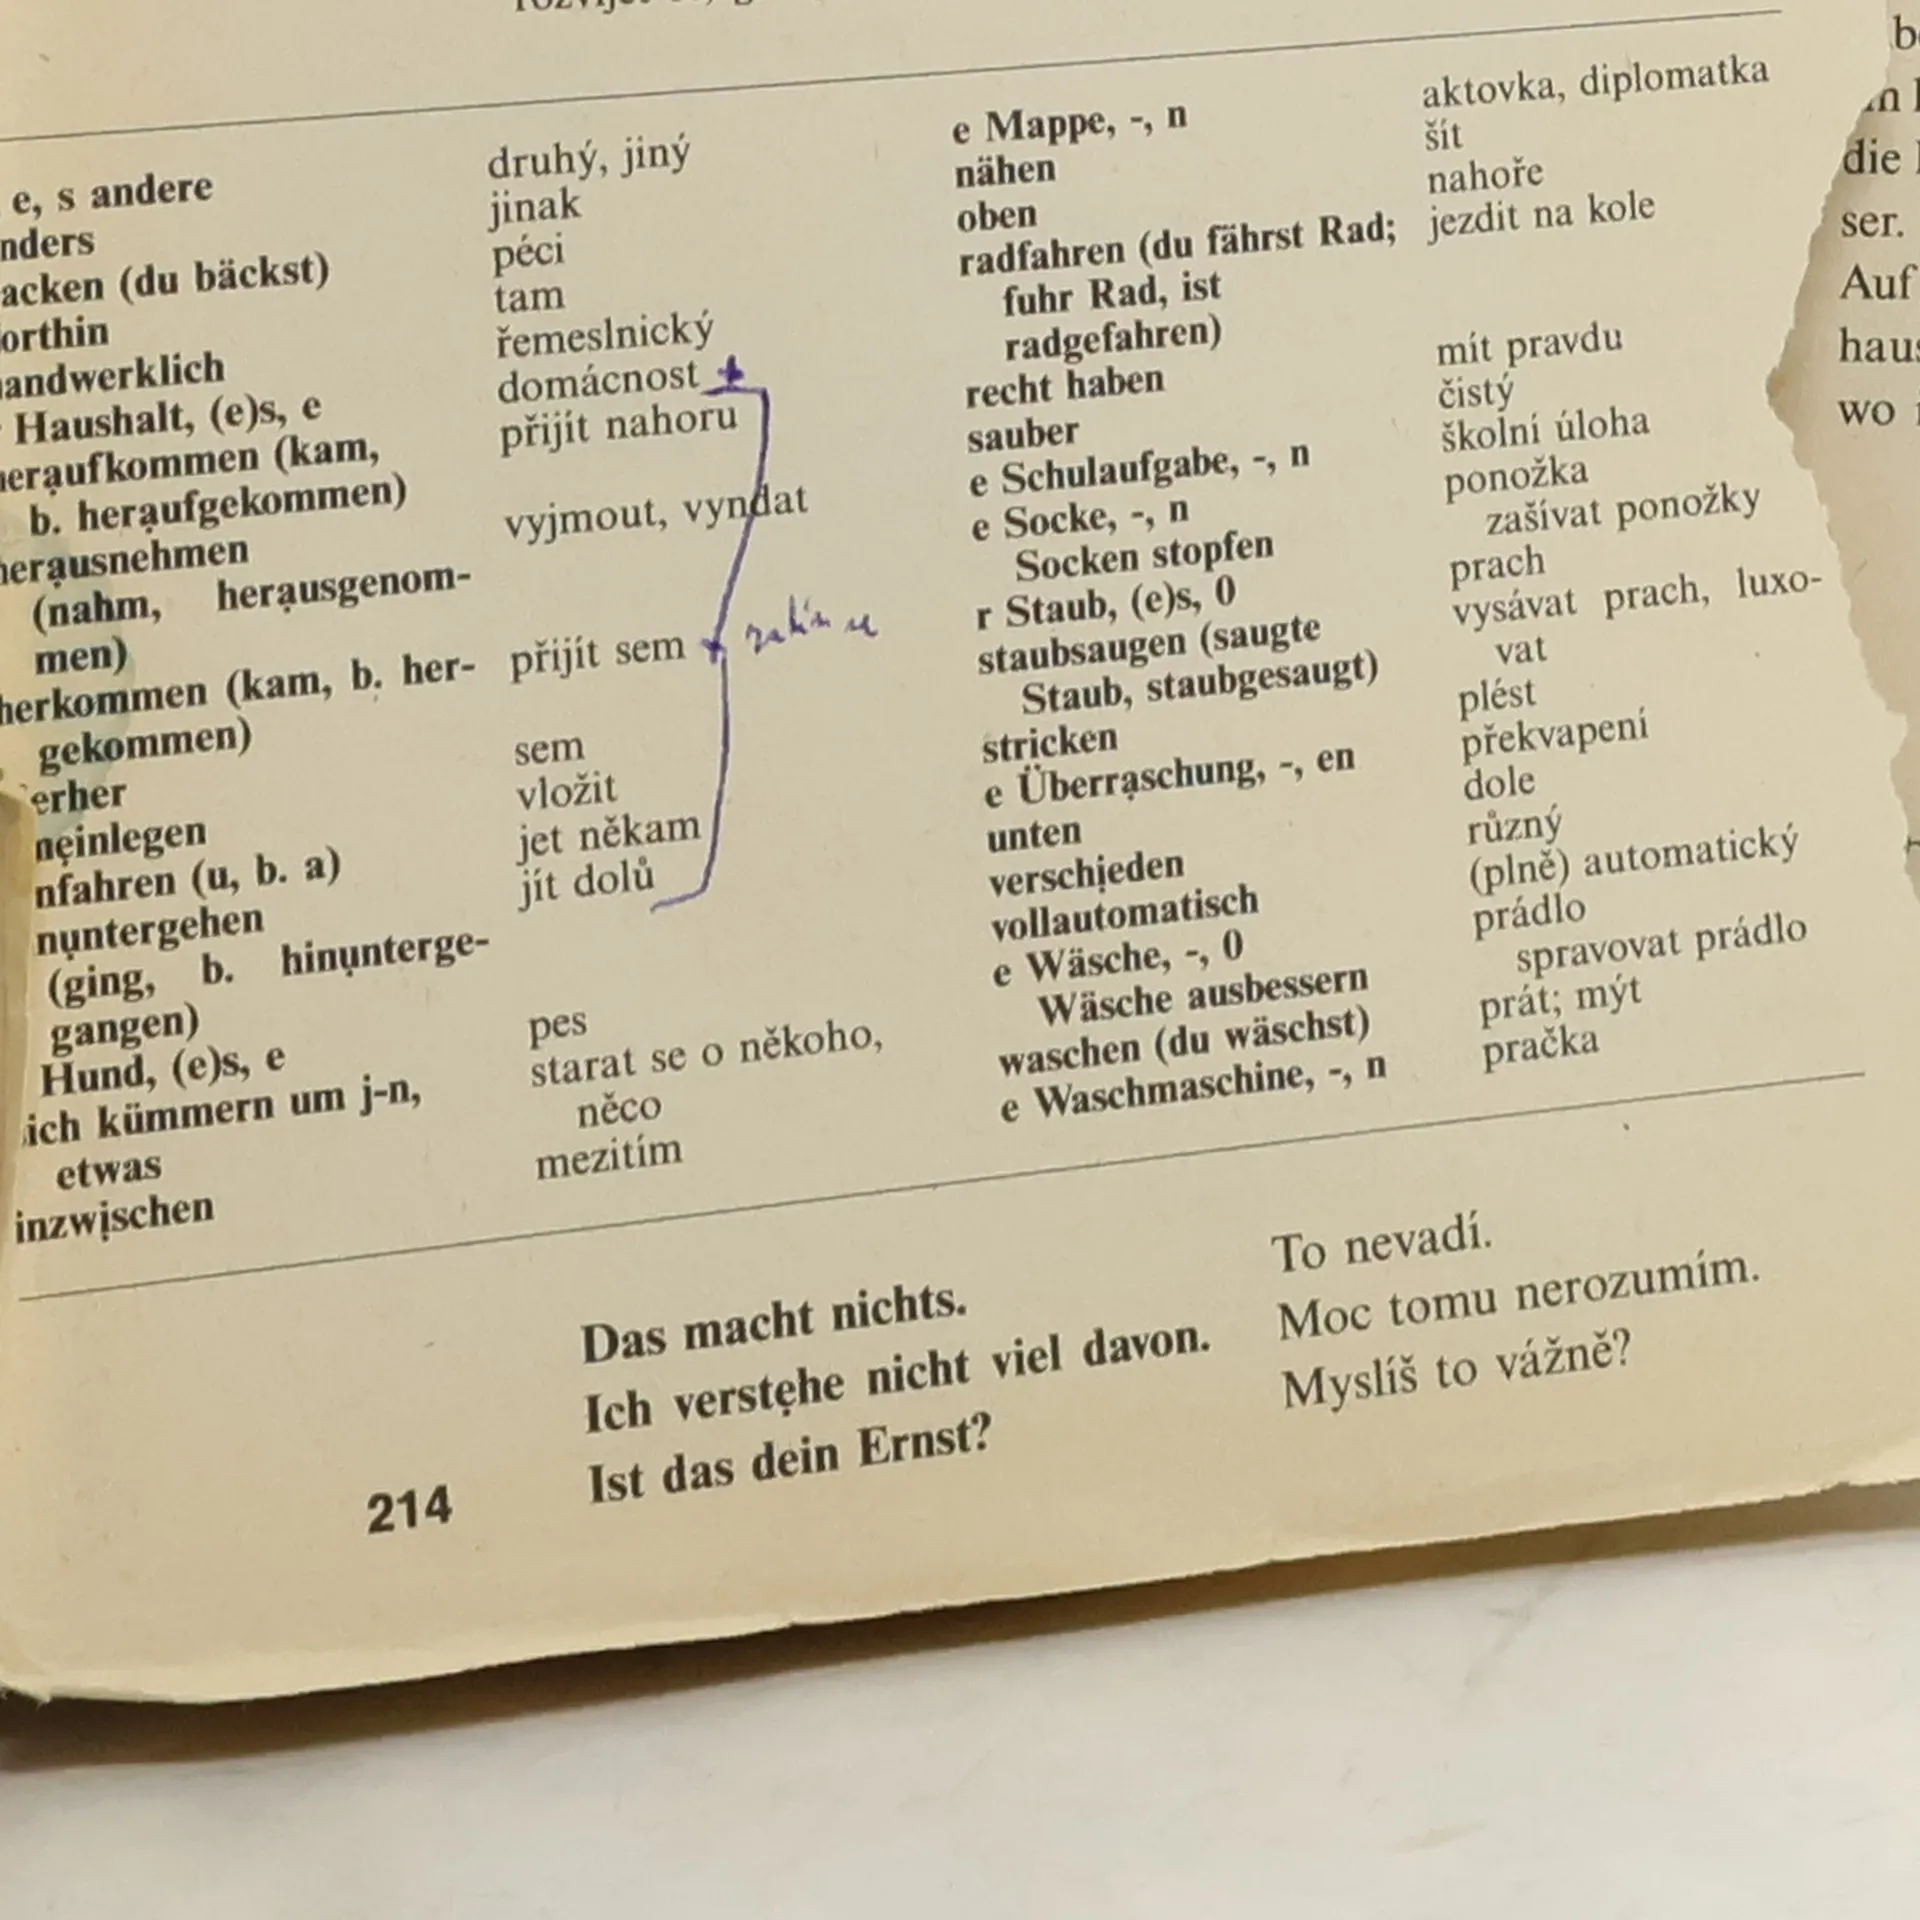 e, s andere
nders
acken (du bäckst)
orthin
andwerklich
Haushalt, (e)s, e
eraufkommen (kam,
b. heraufgekommen)
herausnehmen
(nahm, herausgenom-
men)
herkommen (kam, b. her-
gekommen)
erher
neinlegen
nfahren (u, b. a)
nuntergehen
(ging, b. hinunterge-
gangen)
Hund, (e)s, e
ich kümmern um j-n,
etwas
inzwischen
druhý, jiný
jinak
péci
tam
řemeslnický
domácnost
přijít nahoru
vyjmout, vyndat
přijít sem
sem
vložit
jet někam
jít dolů
pes
starat se o někoho,
něco
mezitím
e Mappe, -, n
nähen
oben
radfahren (du fährst Rad;
fuhr Rad, ist
radgefahren)
recht haben
sauber
e Schulaufgabe, -, n
e Socke, -, n
Socken stopfen
r Staub, (e)s, 0
staubsaugen (saugte
Staub, staubgesaugt)
stricken
e Überraschung, -, en
unten
verschieden
vollautomatisch
e Wäsche, -, 0
Wäsche ausbessern
waschen (du wäschst)
e Waschmaschine, -, n
aktovka, diplomatka
šít
nahoře
jezdit na kole
mít pravdu
čistý
školní úloha
ponožka
zašívat ponožky
prach
vysávat prach, luxo-
vat
plést
překvapení
dole
různý
(plně) automatický
prádlo
spravovat prádlo
prát; mýt
pračka
Das macht nichts.
Ich verstehe nicht viel davon.
Ist das dein Ernst?
To nevadí.
Moc tomu nerozumím.
Myslíš to vážně?
214
die
ser.
Auf
haus
wo